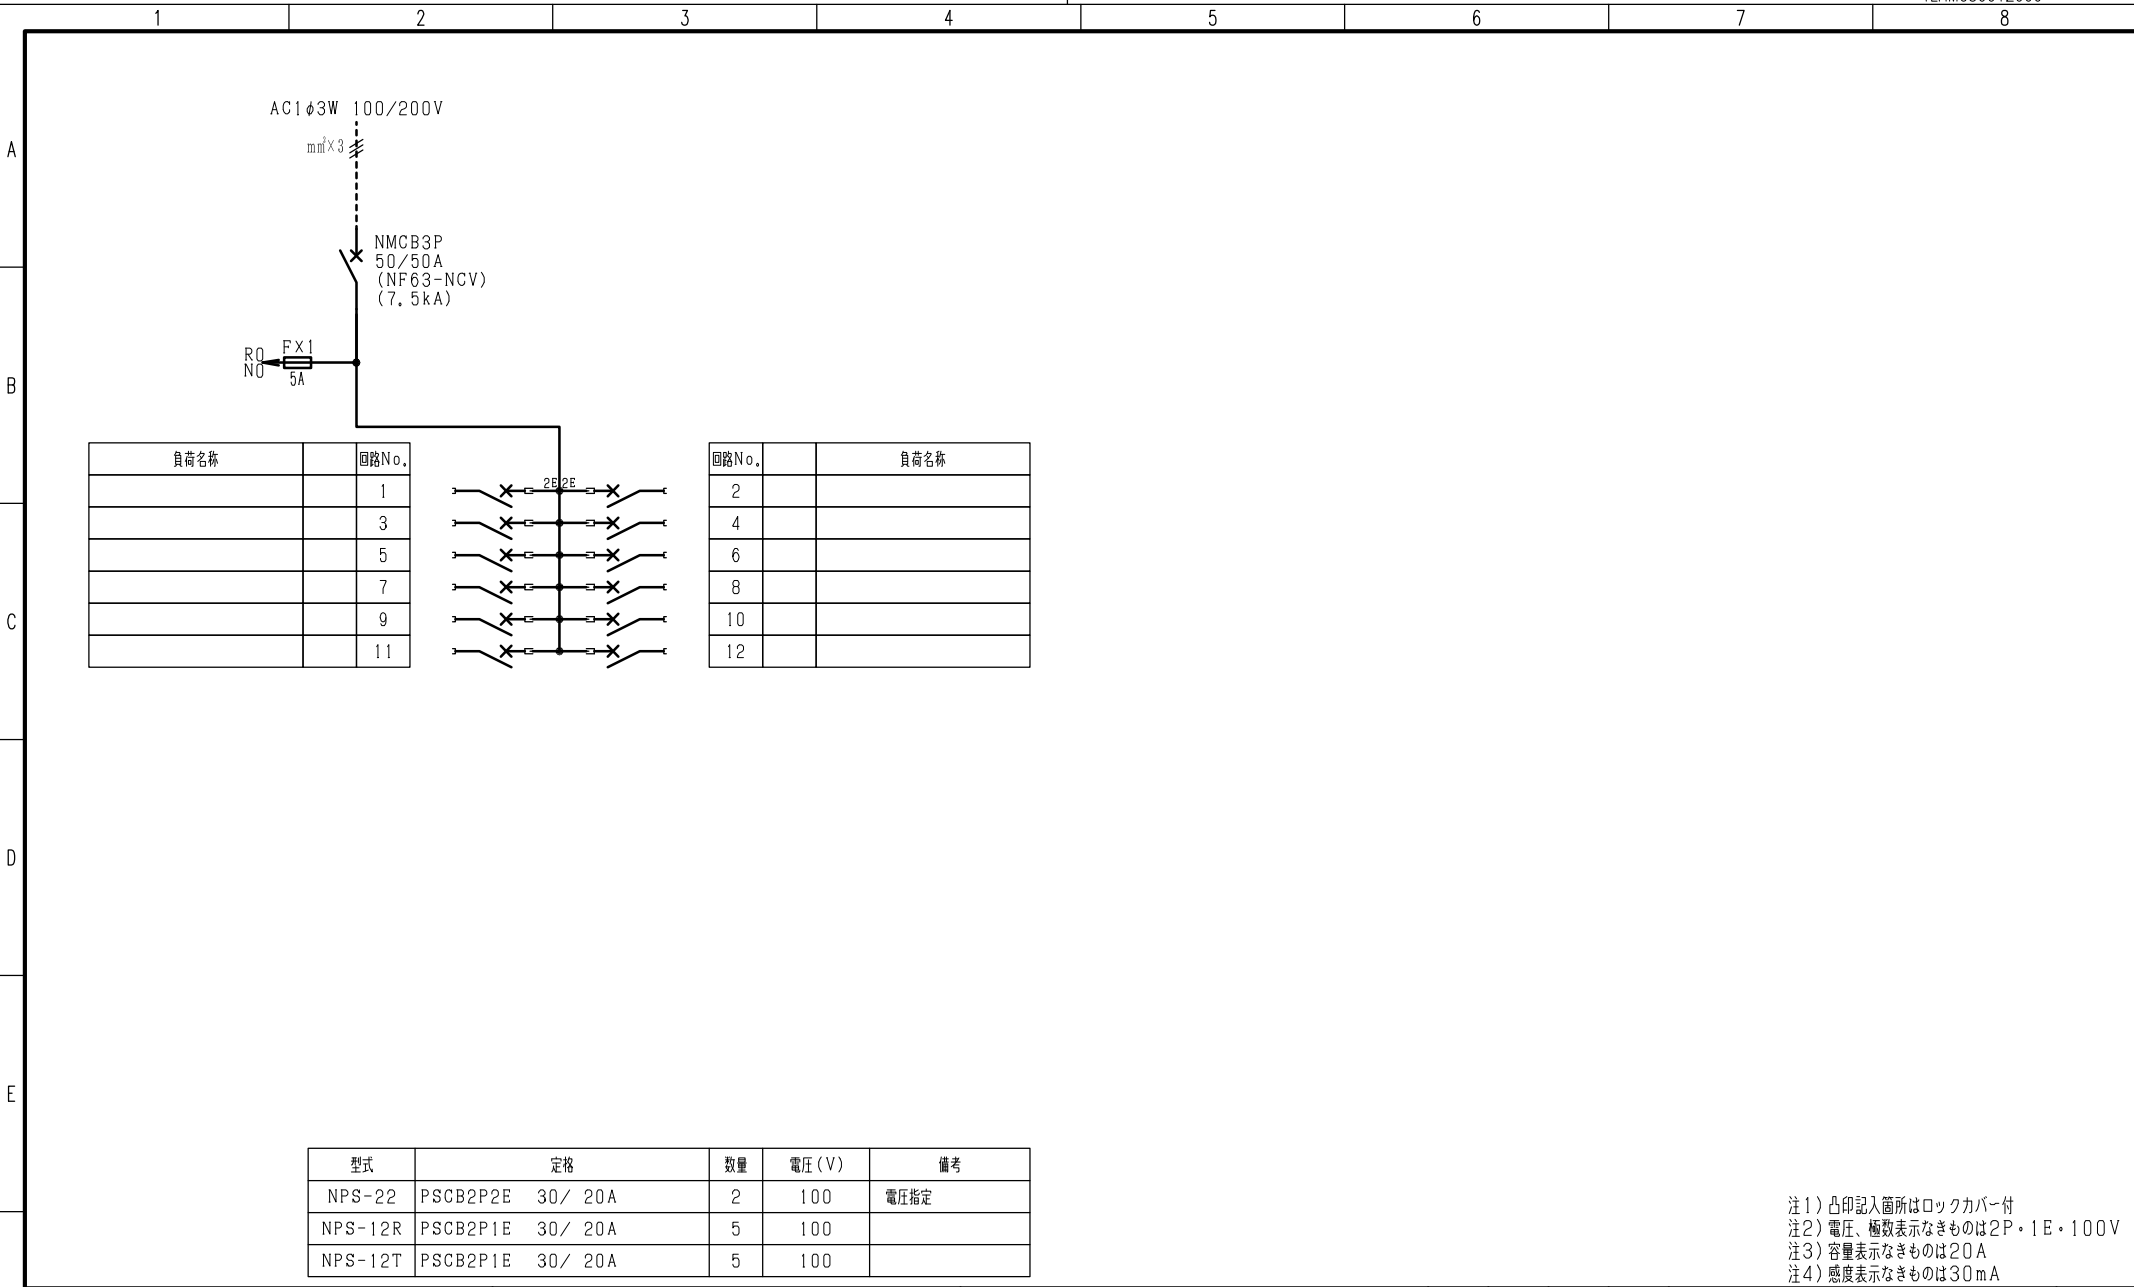 1 2 3 4 5 6 7 8
A
B
C
D
E
AC1φ3W 100/200V
mm²×3
NMCB3P
50/50A
(NF63-NCV)
(7.5kA)
R0
N0
F×1
5A
負荷名称 回路No.
1
3
5
7
9
11
2E 2E
回路No. 負荷名称
2
4
6
8
10
12
型式 定格 数量 電圧(V) 備考
NPS-22 PSCB2P2E 30/ 20A 2 100 電圧指定
NPS-12R PSCB2P1E 30/ 20A 5 100
NPS-12T PSCB2P1E 30/ 20A 5 100
注1)凸印記入箇所はロックカバー付
注2)電圧、極数表示なきものは2P・1E・100V
注3)容量表示なきものは20A
注4)感度表示なきものは30mA